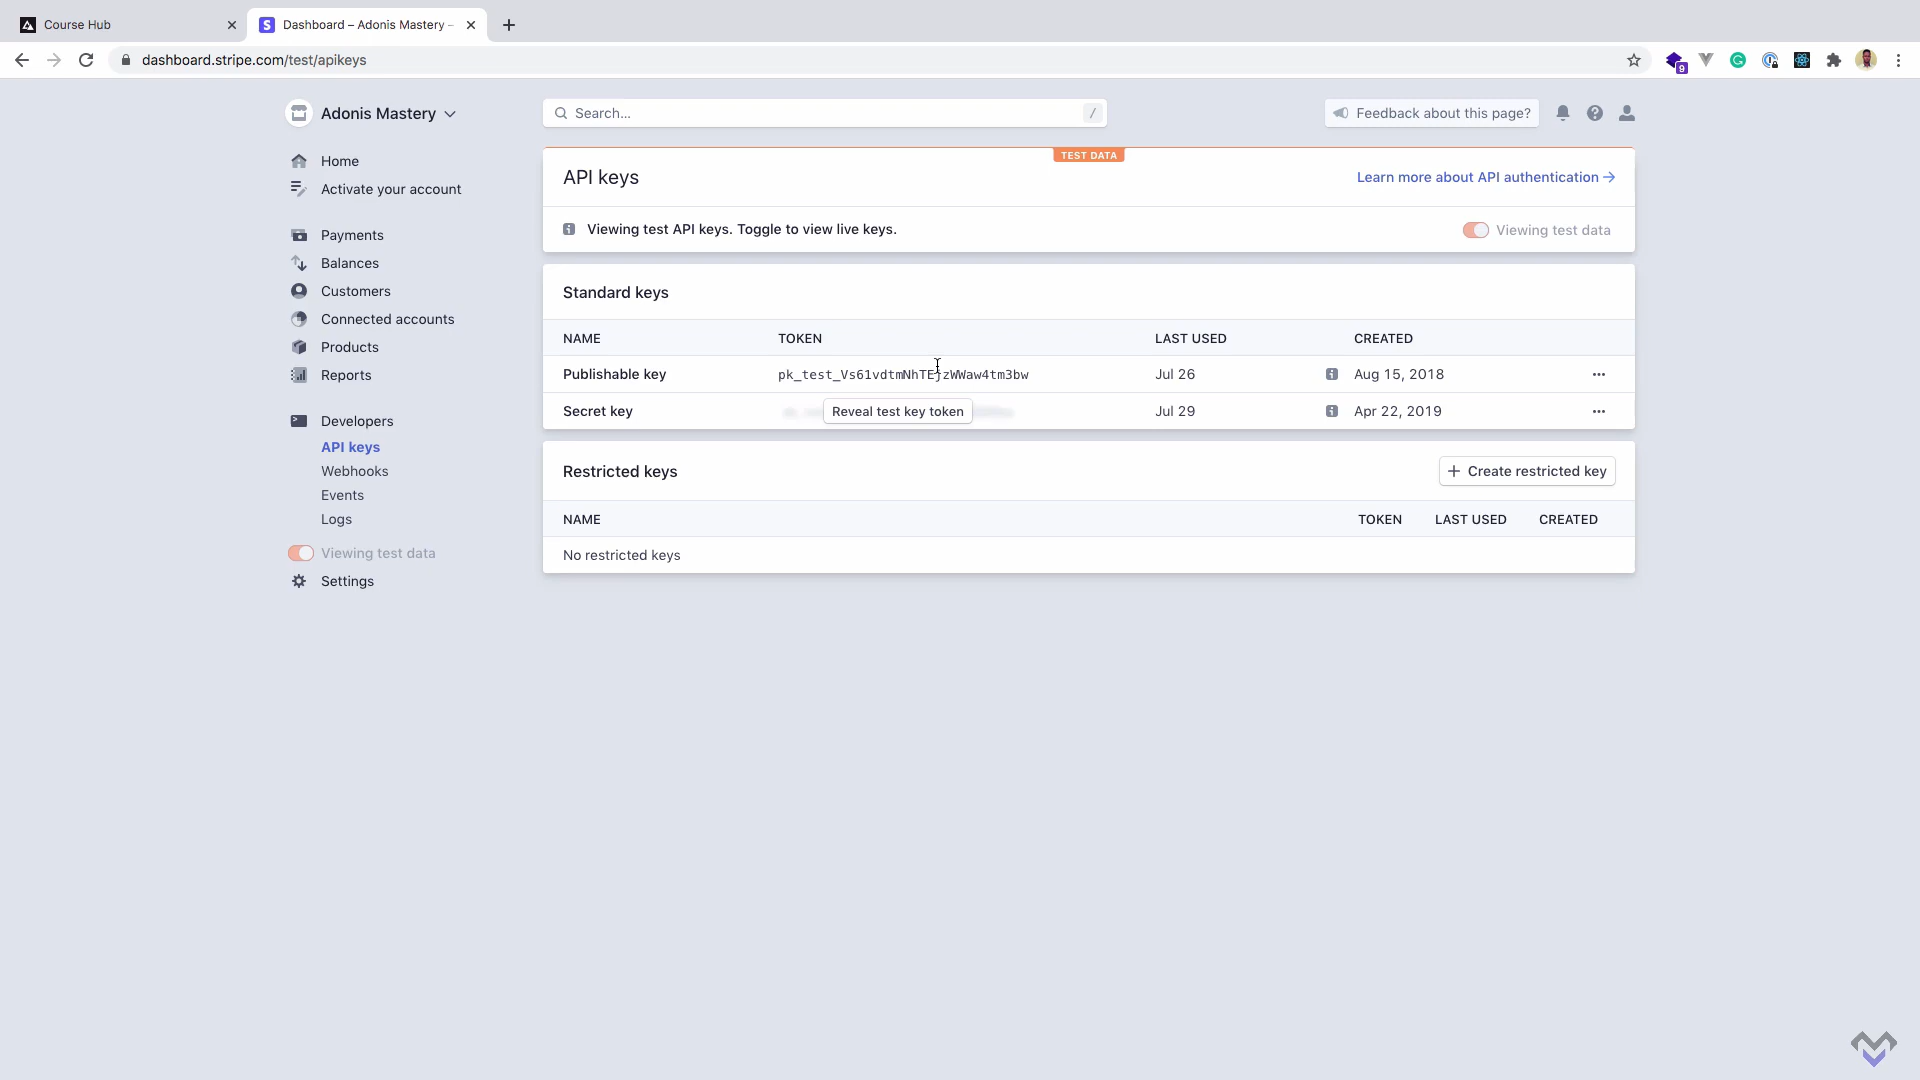 Course Hub
Dashboard – Adonis Mastery –
dashboard.stripe.com/test/apikeys
9
Adonis Mastery
Search...
/
Feedback about this page?
Home
Activate your account
Payments
Balances
Customers
Connected accounts
Products
Reports
Developers
API keys
Webhooks
Events
Logs
Viewing test data
Settings
TEST DATA
API keys
Learn more about API authentication →
Viewing test API keys. Toggle to view live keys.
Viewing test data
Standard keys
NAME TOKEN LAST USED CREATED
Publishable key pk_test_Vs61vdtmNhTEjzWWaw4tm3bw Jul 26 Aug 15, 2018
Secret key Reveal test key token Jul 29 Apr 22, 2019
Restricted keys
+ Create restricted key
NAME TOKEN LAST USED CREATED
No restricted keys